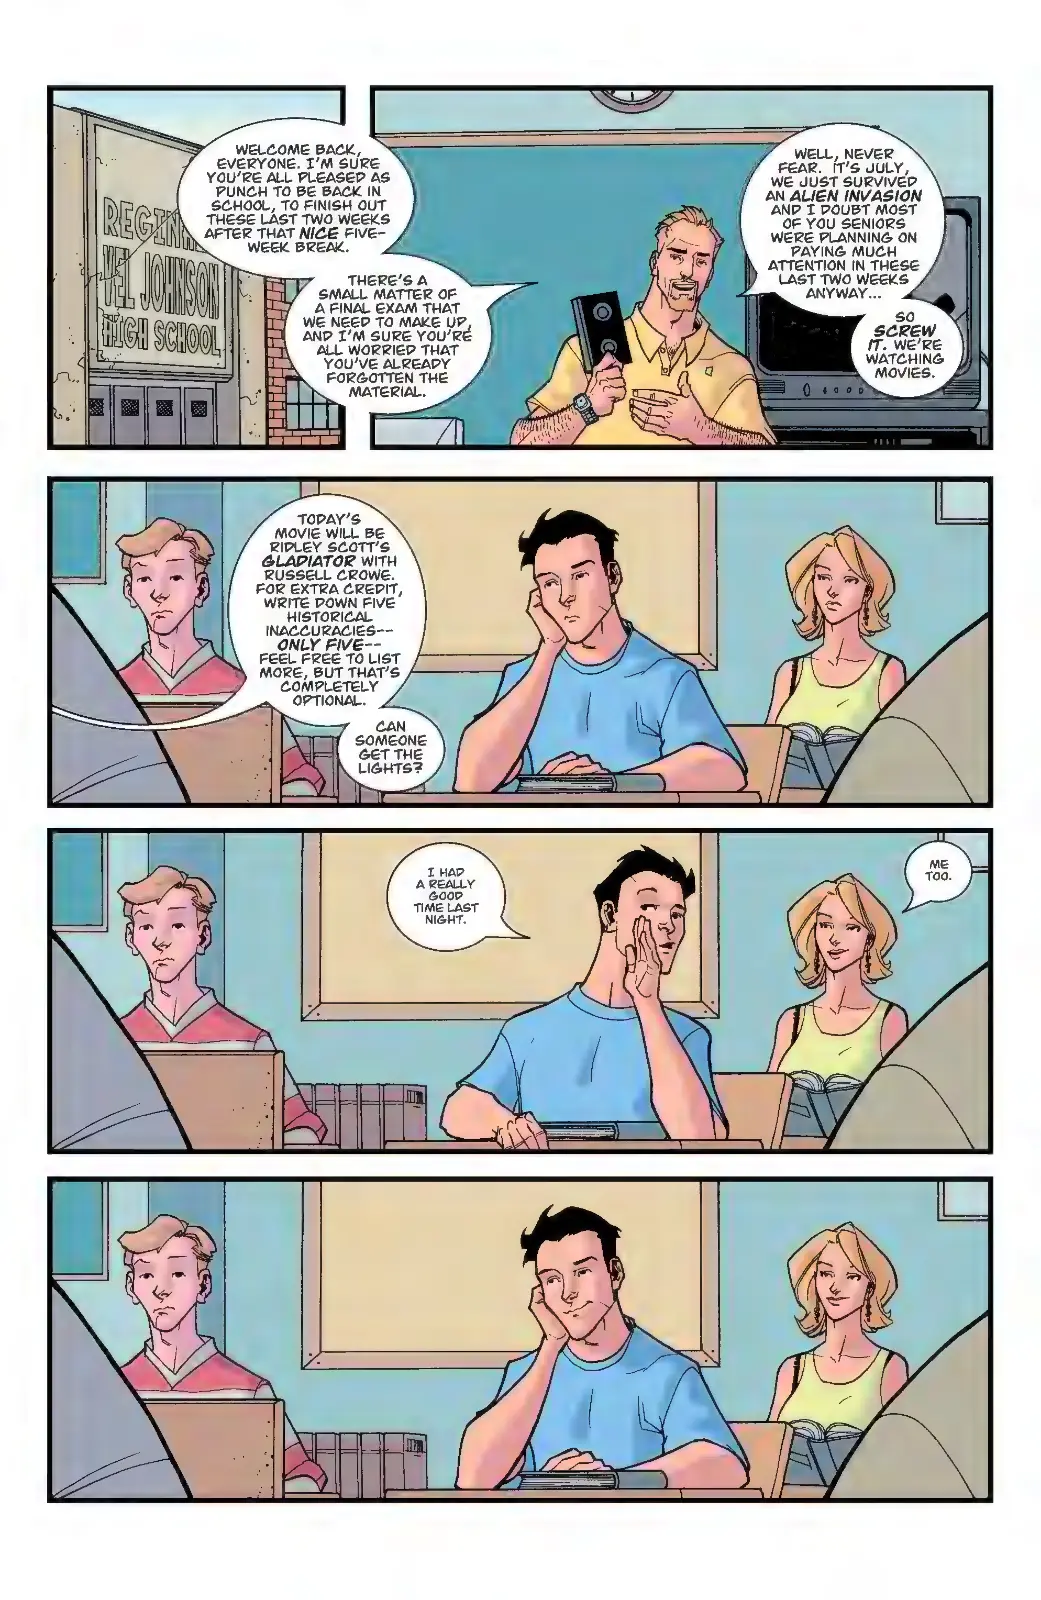 REGINALD
VEL JOHNSON
HIGH SCHOOL
WELCOME BACK,
EVERYONE. I'M SURE
YOU'RE ALL PLEASED AS
PUNCH TO BE BACK IN
SCHOOL, TO FINISH OUT
THESE LAST TWO WEEKS
AFTER THAT NICE FIVE-
WEEK BREAK.
THERE'S A
SMALL MATTER OF
A FINAL EXAM THAT
WE NEED TO MAKE UP,
AND I'M SURE YOU'RE
ALL WORRIED THAT
YOU'VE ALREADY
FORGOTTEN THE
MATERIAL.
WELL, NEVER
FEAR. IT'S JULY,
WE JUST SURVIVED
AN ALIEN INVASION
AND I DOUBT MOST
OF YOU SENIORS
WERE PLANNING ON
PAYING MUCH
ATTENTION IN THESE
LAST TWO WEEKS
ANYWAY...
SO
SCREW
IT. WE'RE
WATCHING
MOVIES.
TODAY'S
MOVIE WILL BE
RIDLEY SCOTT'S
GLADIATOR WITH
RUSSELL CROWE.
FOR EXTRA CREDIT,
WRITE DOWN FIVE
HISTORICAL
INACCURACIES--
ONLY FIVE--
FEEL FREE TO LIST
MORE, BUT THAT'S
COMPLETELY
OPTIONAL.
CAN
SOMEONE
GET THE
LIGHTS?
I HAD
A REALLY
GOOD
TIME LAST
NIGHT.
ME
TOO.